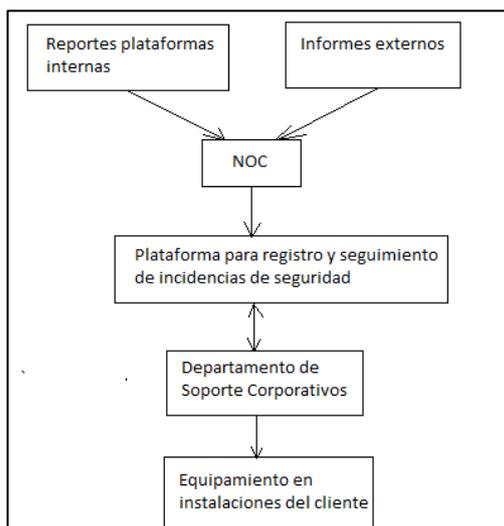 Reportes plataformas
internas
Informes externos
NOC
Plataforma para registro y seguimiento
de incidencias de seguridad
Departamento de
Soporte Corporativos
Equipamiento en
instalaciones del cliente